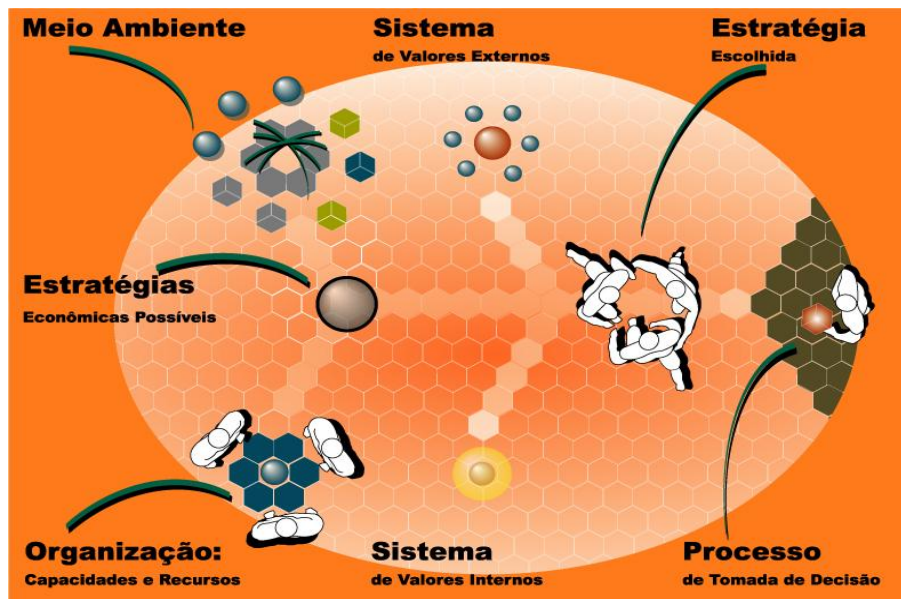 Meio Ambiente
Sistema
de Valores Externos
Estratégia
Escolhida
Estratégias
Econômicas Possíveis
Organização:
Capacidades e Recursos
Sistema
de Valores Internos
Processo
de Tomada de Decisão